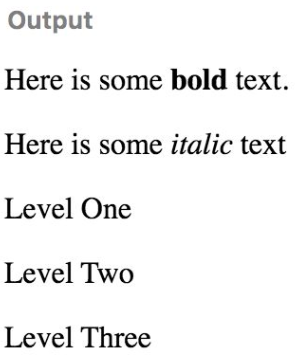 Output
Here is some bold text.
Here is some italic text
Level One
Level Two
Level Three